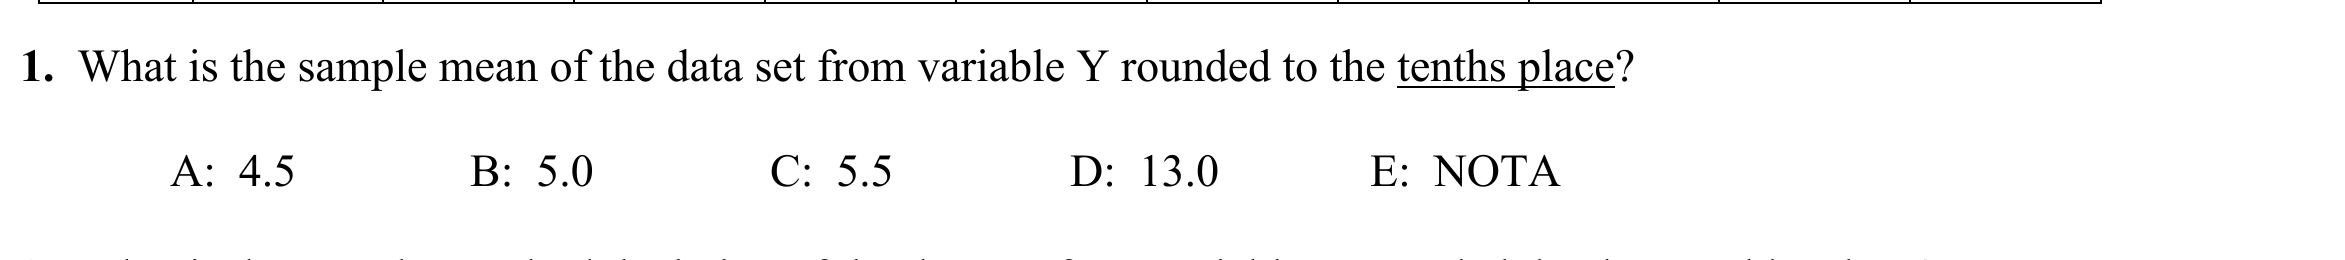 1. What is the sample mean of the data set from variable Y rounded to the tenths place?
A: 4.5 B: 5.0 C: 5.5 D: 13.0 E: NOTA